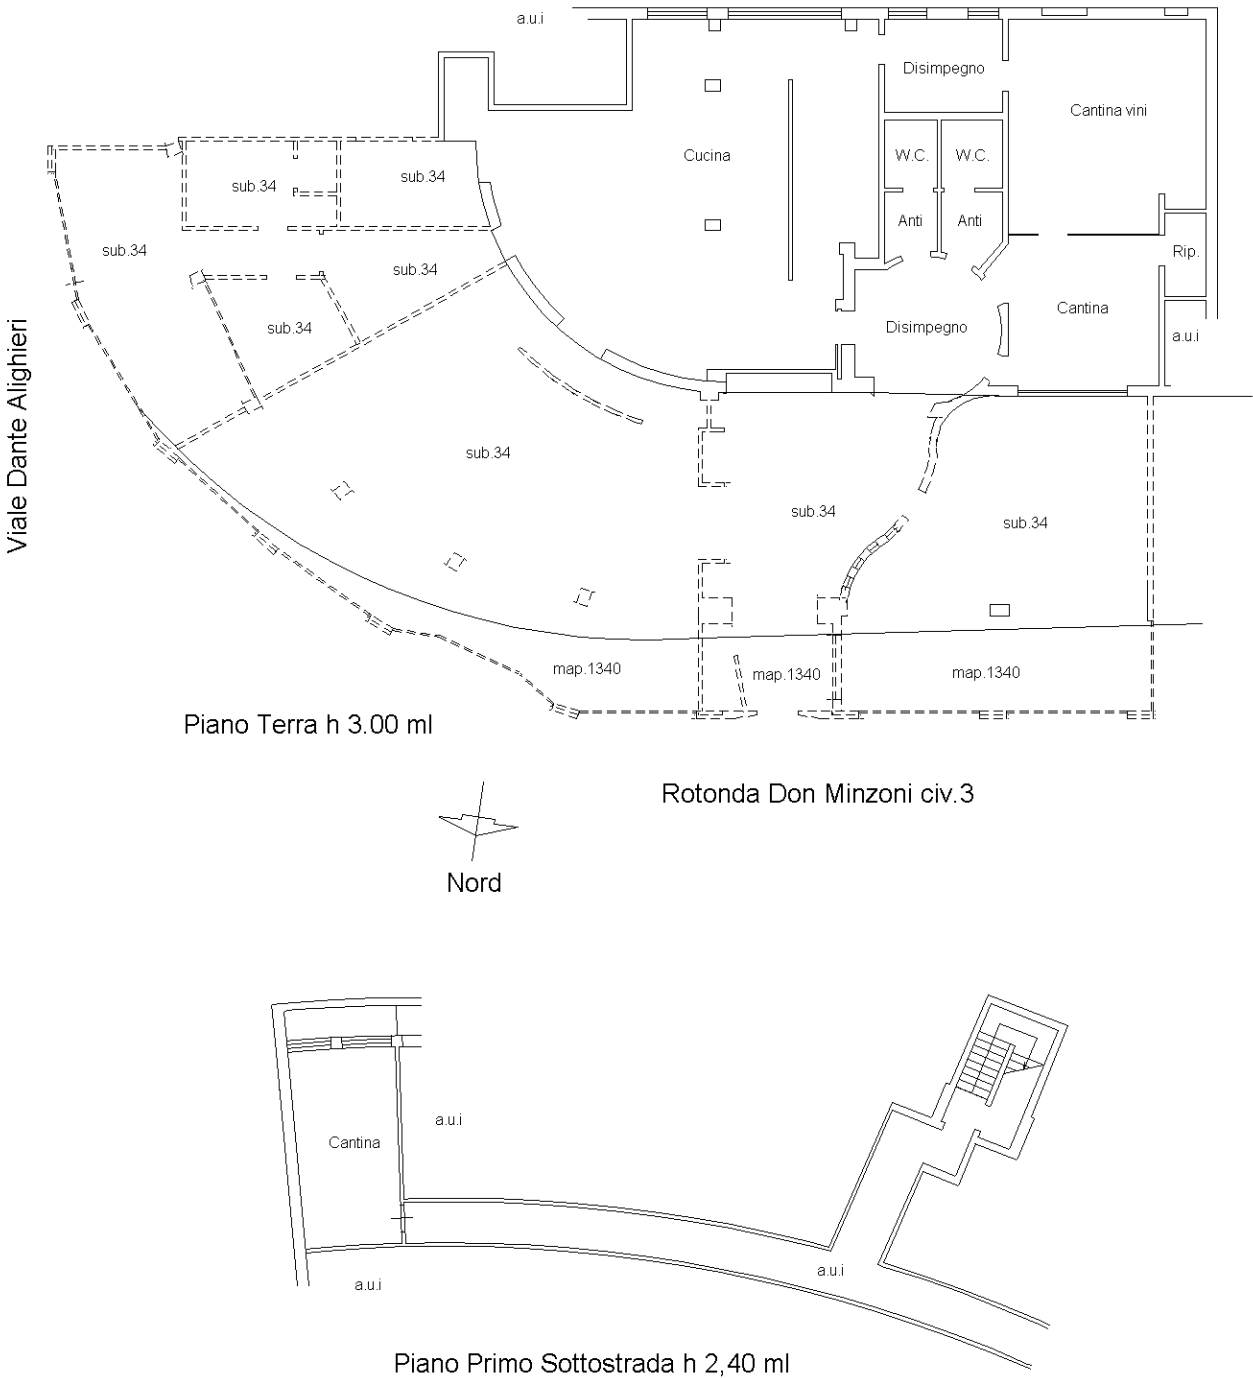 a.u.i
Disimpegno
Cantina vini
Cucina
W.C.
W.C.
sub.34
sub.34
Anti
Anti
sub.34
Rip.
sub.34
Cantina
sub.34
Disimpegno
a.u.i
Viale Dante Alighieri
sub.34
sub.34
sub.34
map.1340
map.1340
map.1340
Piano Terra h 3.00 ml
Rotonda Don Minzoni civ.3
Nord
a.u.i
Cantina
a.u.i
a.u.i
Piano Primo Sottostrada h 2,40 ml